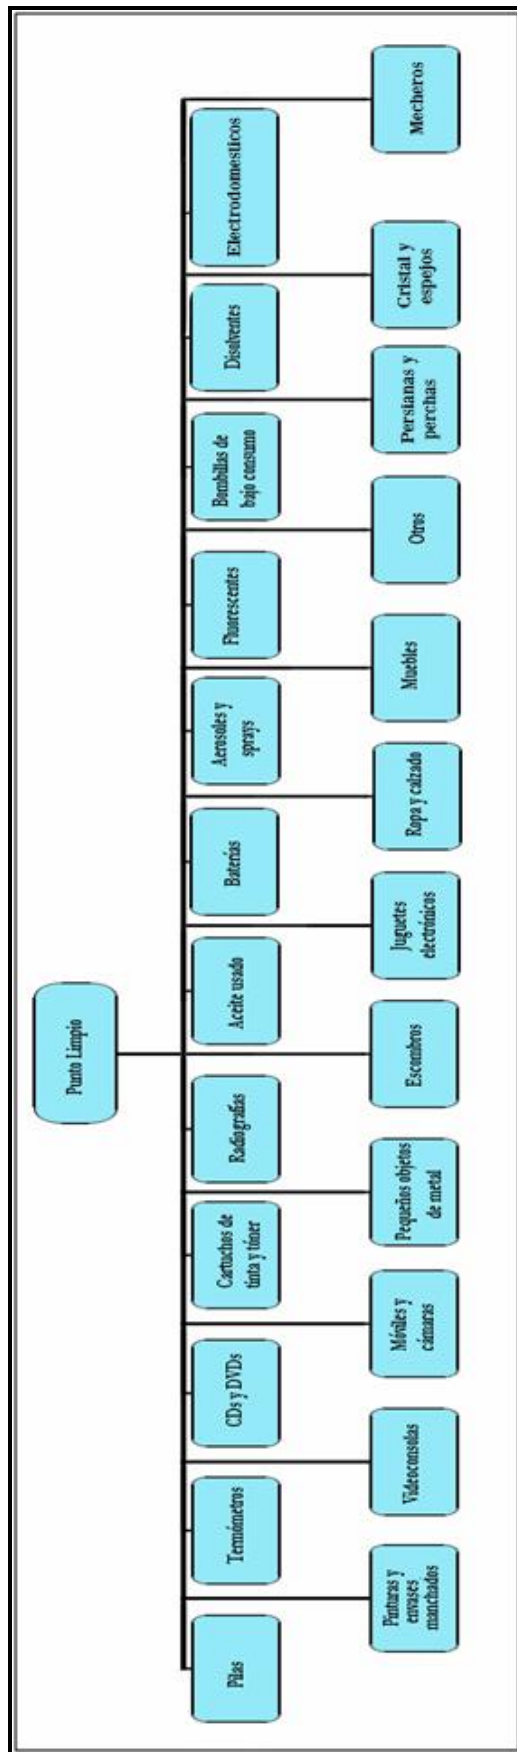 Punto Limpio
Pilas
Termómetros
CDs y DVDs
Cartuchos de
tinta y tóner
Radiografías
Aceite usado
Baterías
Aerosoles y
sprays
Fluorescentes
Bombillas de
bajo consumo
Disolventes
Electrodomesticos
Pinturas y
envases
manchados
Videoconsolas
Móviles y
cámaras
Pequeños objetos
de metal
Escombros
Juguetes
electrónicos
Ropa y calzado
Muebles
Otros
Persianas y
perchas
Cristal y
espejos
Mecheros